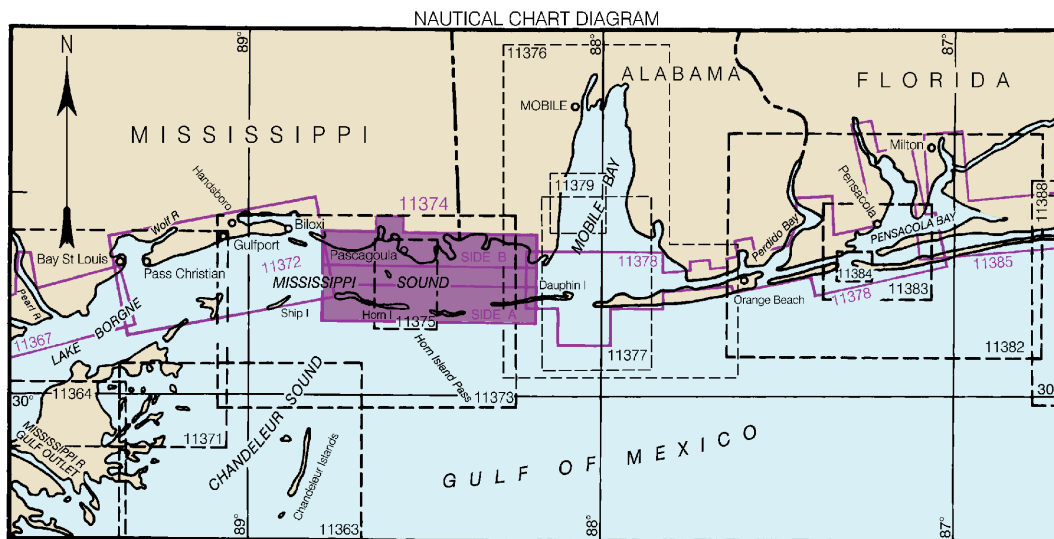 NAUTICAL CHART DIAGRAM
89°
88°
87°
N
11376
ALABAMA
FLORIDA
MOBILE
MISSISSIPPI
Milton
11379
11388
Handsboro
11374
MOBILE BAY
Pensacola
Wolf R
Biloxi
Perdido Bay
PENSACOLA BAY
Gulfport
Bay St Louis
Pascagoula
SIDE B
11378
11385
Pass Christian
11372
MISSISSIPPI SOUND
Dauphin I
11384
Orange Beach
11378
11383
Pearl R
Ship I
Horn I
SIDE A
11375
11367
LAKE BORGNE
Horn Island Pass
11377
11382
11364
11373
30°
30
MISSISSIPPI R
GULF OUTLET
11371
CHANDELEUR SOUND
Chandeleur Islands
GULF OF MEXICO
89°
11363
88°
87°